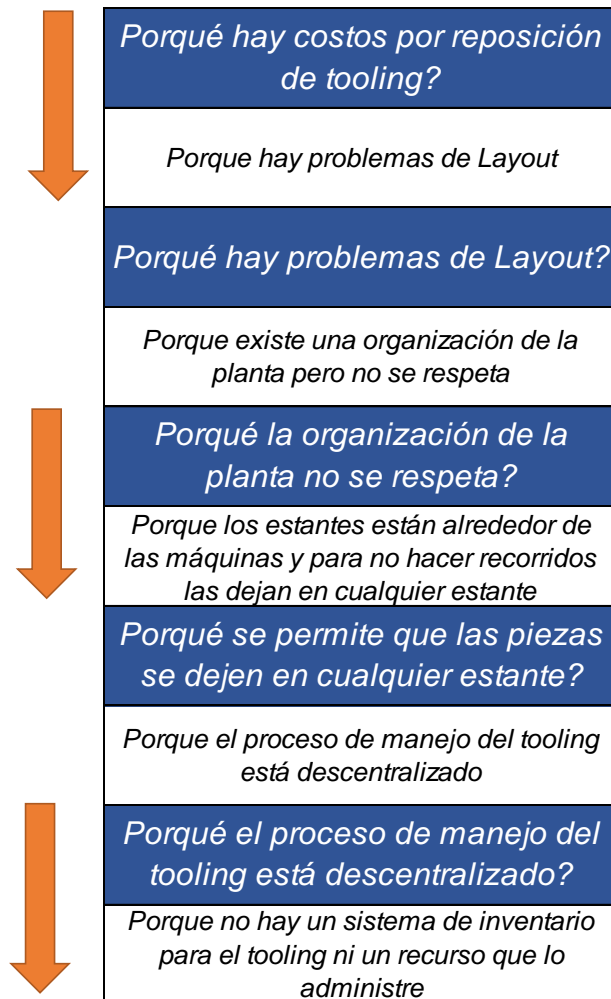 Porqué hay costos por reposición
de tooling?
Porque hay problemas de Layout
Porqué hay problemas de Layout?
Porque existe una organización de la
planta pero no se respeta
Porqué la organización de la
planta no se respeta?
Porque los estantes están alrededor de
las máquinas y para no hacer recorridos
las dejan en cualquier estante
Porqué se permite que las piezas
se dejen en cualquier estante?
Porque el proceso de manejo del tooling
está descentralizado
Porqué el proceso de manejo del
tooling está descentralizado?
Porque no hay un sistema de inventario
para el tooling ni un recurso que lo
administre